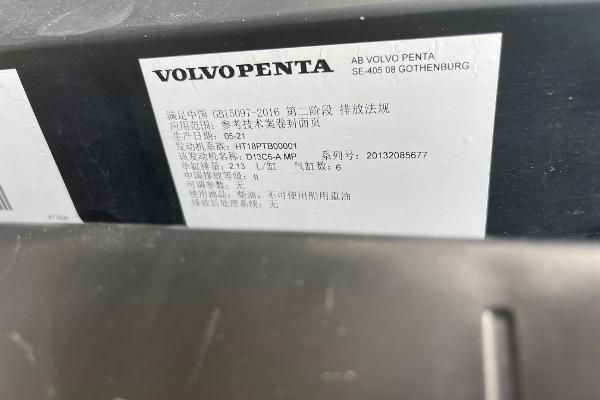 VOLVO PENTA
AB VOLVO PENTA
SE-405 08 GOTHENBURG
满足中国 GB15097-2016 第二阶段 排放法规
应用范围: 参考技术案卷封面页
生产日期: 05-21
发动机系族: HT18PTB00001
该发动机名称: D13C6-A MP 系列号: 20132085677
单缸排量: 2.13 L/缸 气缸数: 6
中国排放等级: II
可调参数: 无
使用油品: 柴油, 不可使用船用重油
排放后处理系统: 无